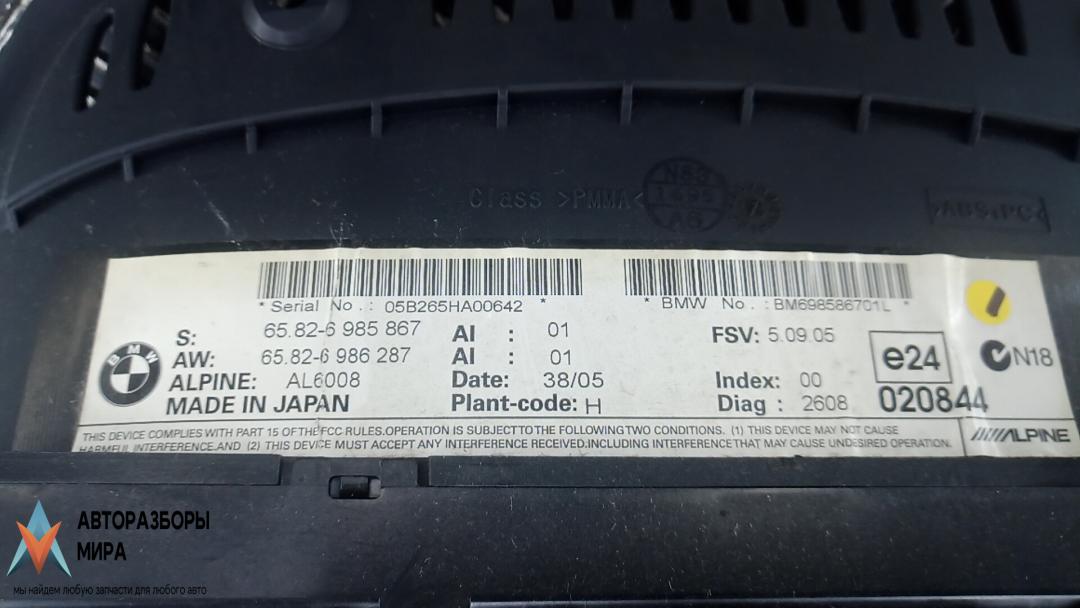 Class >PMMA<
N83
1495
A6
>ABS+PC<
* Serial No.: 05B265HA00642 *
* BMW No.: BM698586701L *
S: 65.82-6 985 867 AI : 01 FSV: 5.09.05
AW: 65.82-6 986 287 AI : 01 e24 N18
ALPINE: AL6008 Date: 38/05 Index: 00
MADE IN JAPAN Plant-code: H Diag : 2608 020844
BMW
THIS DEVICE COMPLIES WITH PART 15 OF THE FCC RULES.OPERATION IS SUBJECT TO THE FOLLOWING TWO CONDITIONS. (1) THIS DEVICE MAY NOT CAUSE
HARMFUL INTERFERENCE.AND (2) THIS DEVICE MUST ACCEPT ANY INTERFERENCE RECEIVED.INCLUDING INTERFERENCE THAT MAY CAUSE UNDESIRED OPERATION.
ALPINE
АВТОРАЗБОРЫ
МИРА
мы найдем любую запчасти для любого авто